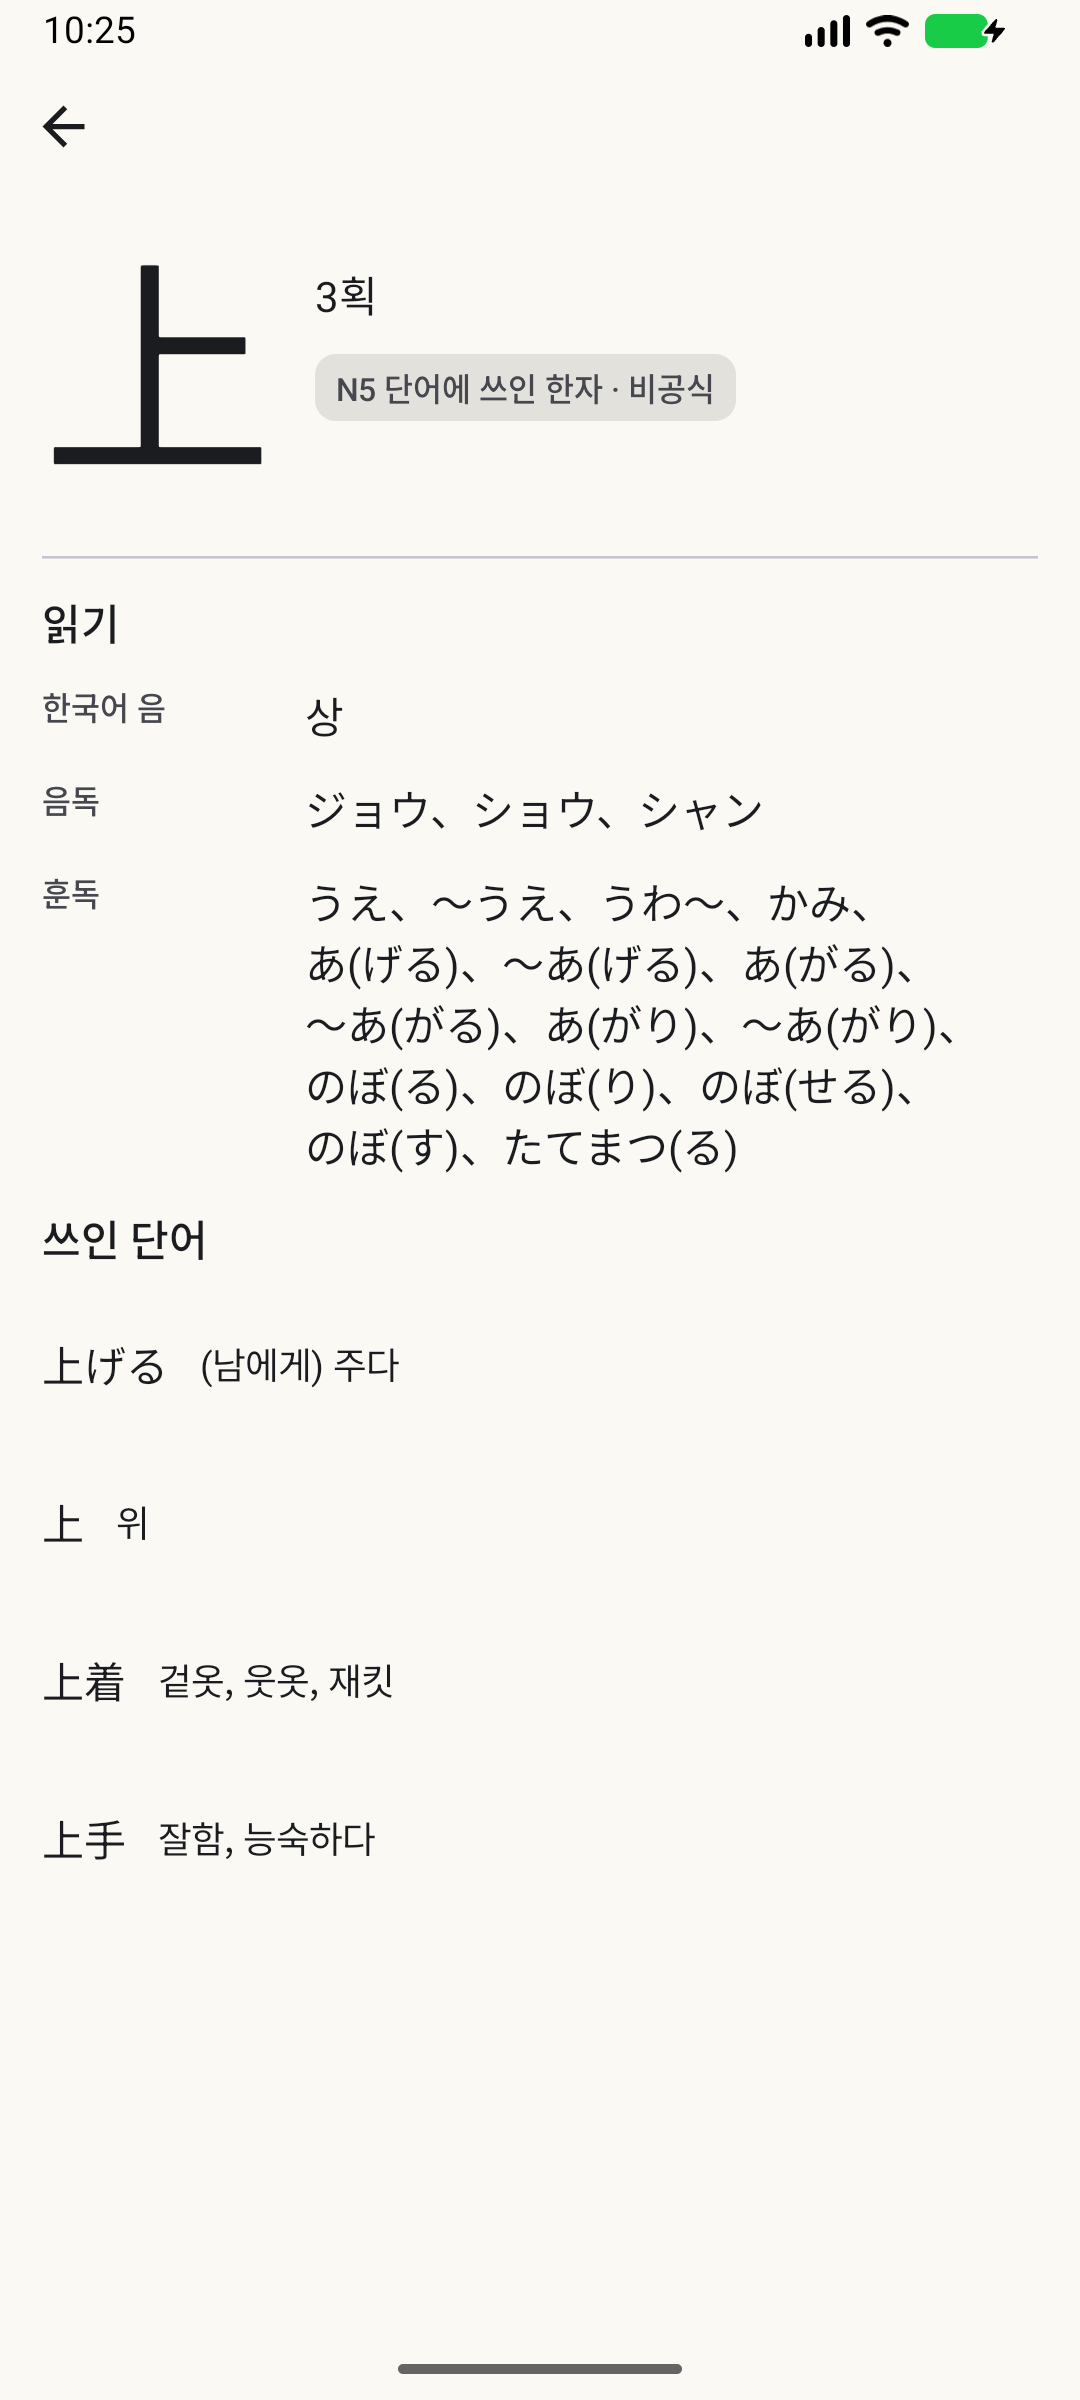 10:25
上
3획
N5 단어에 쓰인 한자 · 비공식
읽기
한국어 음 상
음독 ジョウ、ショウ、シャン
훈독 うえ、〜うえ、うわ〜、かみ、
あ(げる)、〜あ(げる)、あ(がる)、
〜あ(がる)、あ(がり)、〜あ(がり)、
のぼ(る)、のぼ(り)、のぼ(せる)、
のぼ(す)、たてまつ(る)
쓰인 단어
上げる (남에게) 주다
上 위
上着 겉옷, 웃옷, 재킷
上手 잘함, 능숙하다